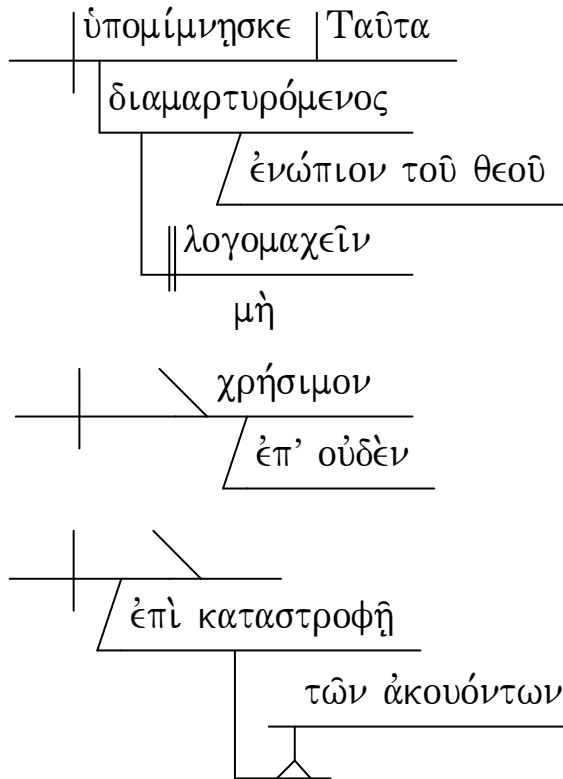 ὑπομίμνῃσκε Ταῦτα
διαμαρτυρόμενος
ἐνώπιον τοῦ θεοῦ
λογομαχεῖν
μὴ
χρήσιμον
ἐπ’ οὐδὲν
ἐπὶ καταστροφῇ
τῶν ἀκουόντων